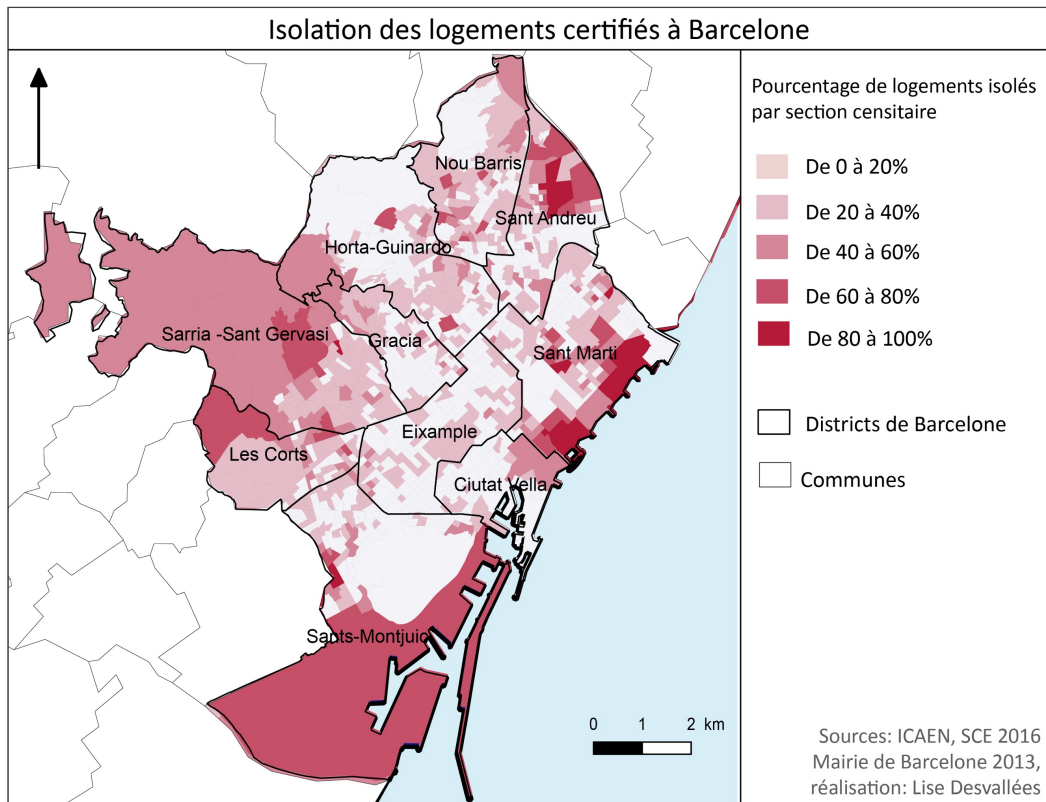 Isolation des logements certifiés à Barcelone
Nou Barris
Sant Andreu
Horta-Guinardo
Sarria -Sant Gervasi
Gracia
Sant Marti
Eixample
Les Corts
Ciutat Vella
Sants-Montjuic
0 1 2 km
Pourcentage de logements isolés
par section censitaire
De 0 à 20%
De 20 à 40%
De 40 à 60%
De 60 à 80%
De 80 à 100%
Districts de Barcelone
Communes
Sources: ICAEN, SCE 2016
Mairie de Barcelone 2013,
réalisation: Lise Desvallées